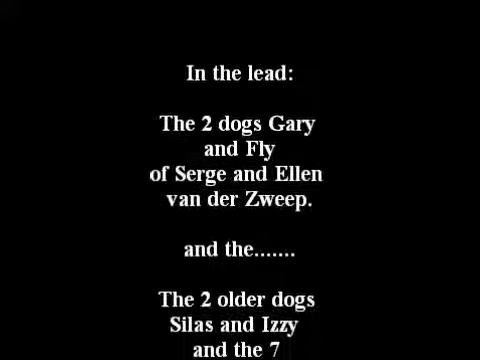 In the lead:
The 2 dogs Gary
and Fly
of Serge and Ellen
van der Zweep.
and the.......
The 2 older dogs
Silas and Izzy
and the 7